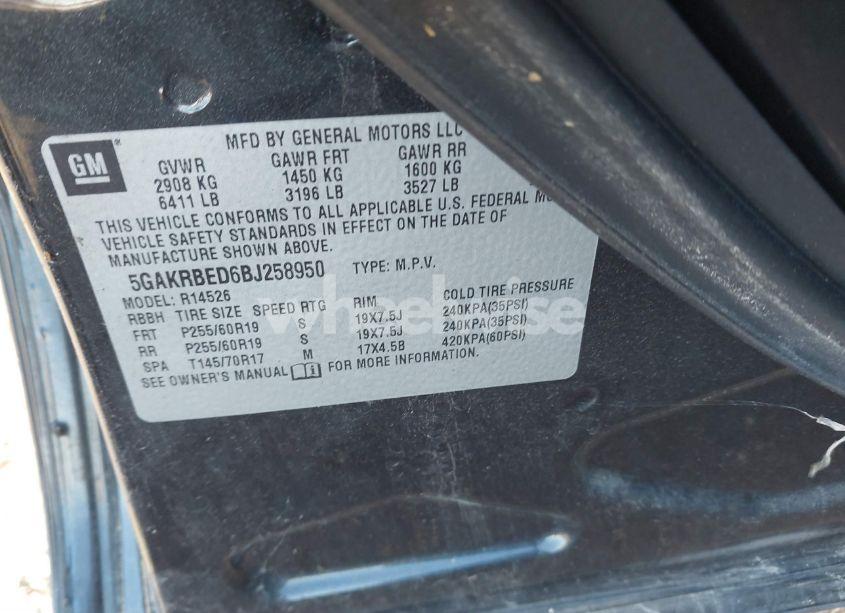 GM
MFD BY GENERAL MOTORS LLC
GVWR GAWR FRT GAWR RR
2908 KG 1450 KG 1600 KG
6411 LB 3196 LB 3527 LB
THIS VEHICLE CONFORMS TO ALL APPLICABLE U.S. FEDERAL
VEHICLE SAFETY STANDARDS IN EFFECT ON THE DATE OF
MANUFACTURE SHOWN ABOVE.
5GAKRBED6BJ258950 TYPE: M.P.V.
MODEL: R14526
RBBH TIRE SIZE SPEED RTG RIM COLD TIRE PRESSURE
FRT P255/60R19 S 19X7.5J 240KPA(35PSI)
RR P255/60R19 S 19X7.5J 240KPA(35PSI)
SPA T145/70R17 M 17X4.5B 420KPA(60PSI)
SEE OWNER'S MANUAL FOR MORE INFORMATION.